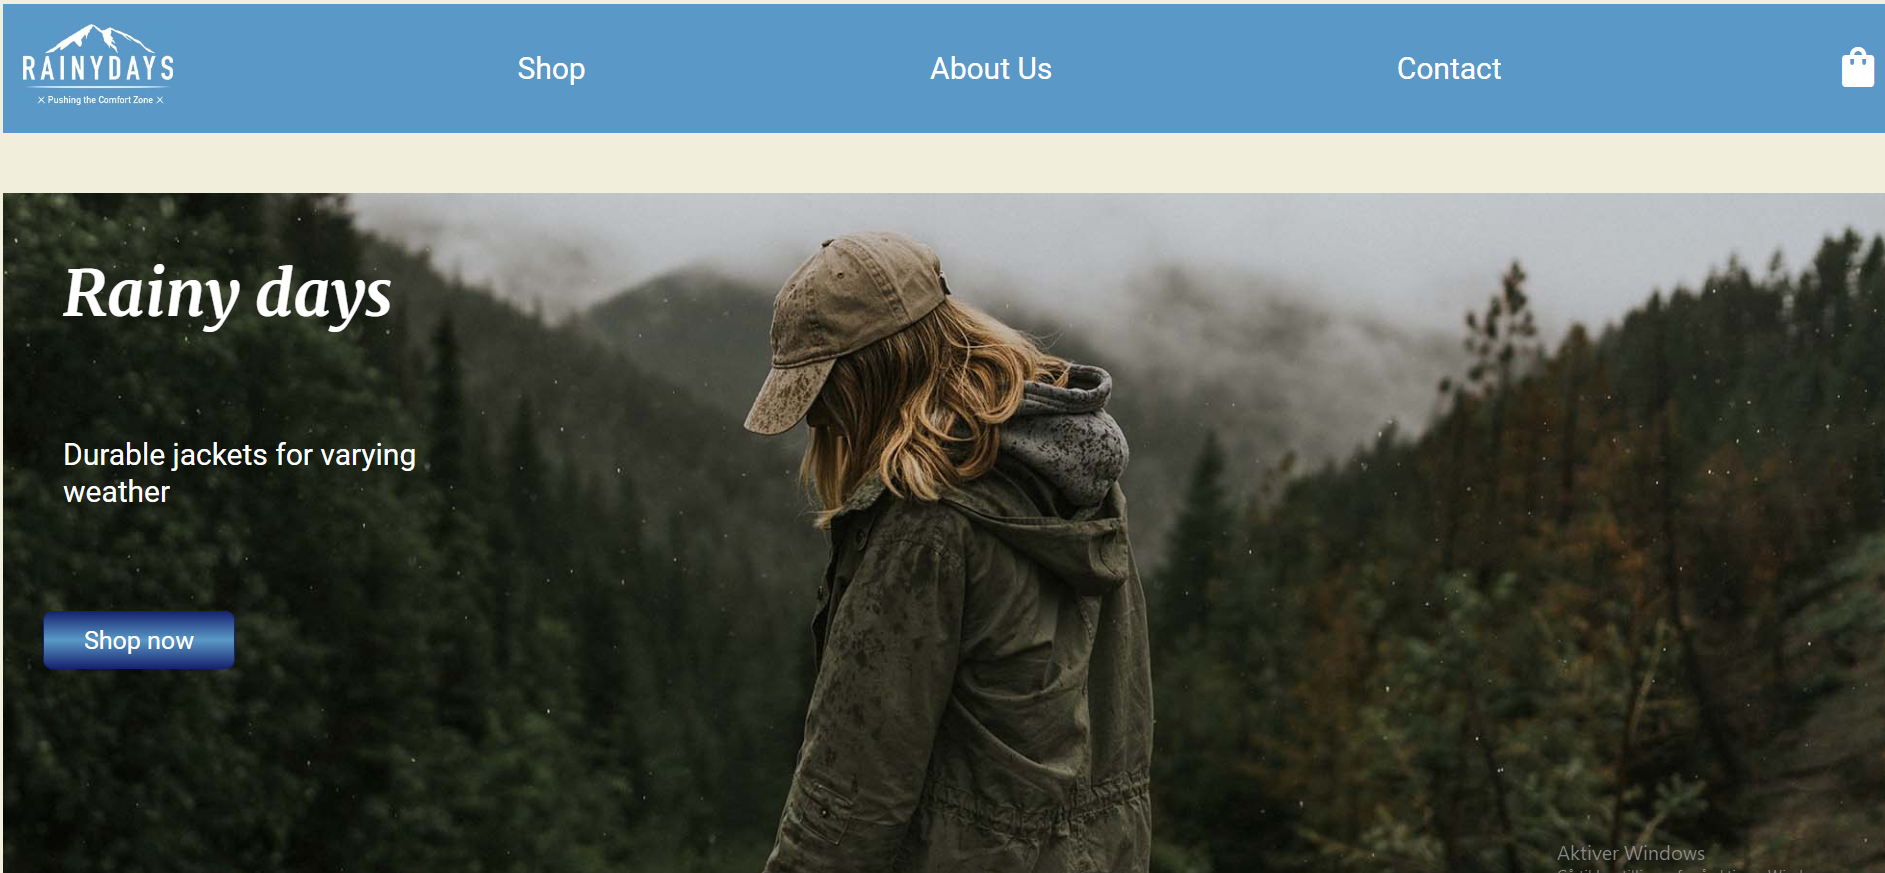 RAINYDAYS
Pushing the Comfort Zone
Shop
About Us
Contact
Rainy days
Durable jackets for varying
weather
Shop now
Aktiver Windows